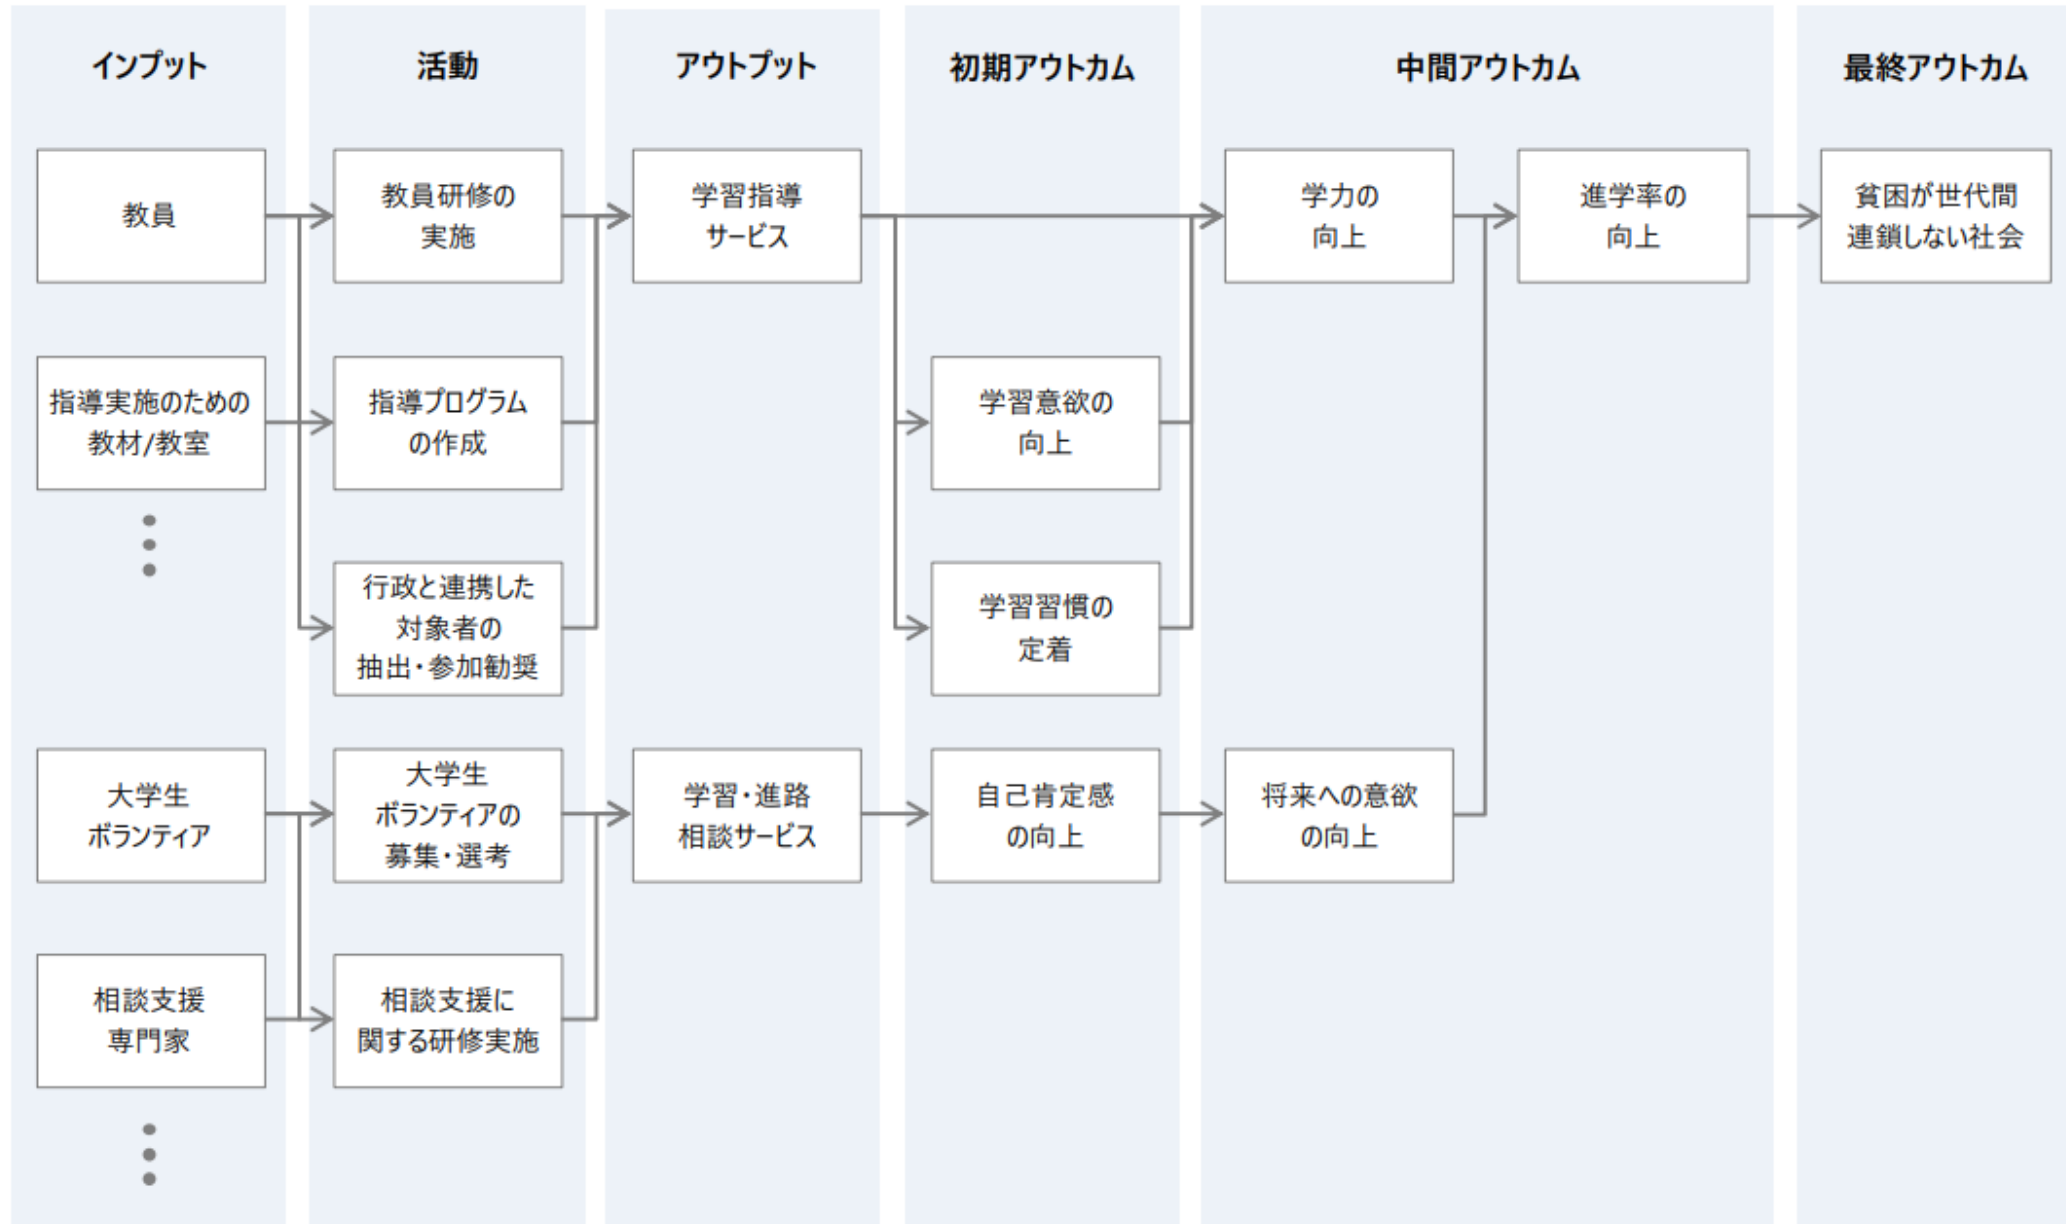 インプット
活動
アウトプット
初期アウトカム
中間アウトカム
最終アウトカム
教員
教員研修の
実施
学習指導
サービス
学力の
向上
進学率の
向上
貧困が世代間
連鎖しない社会
指導実施のための
教材/教室
指導プログラム
の作成
学習意欲の
向上
行政と連携した
対象者の
抽出・参加勧奨
学習習慣の
定着
大学生
ボランティア
大学生
ボランティアの
募集・選考
学習・進路
相談サービス
自己肯定感
の向上
将来への意欲
の向上
相談支援
専門家
相談支援に
関する研修実施